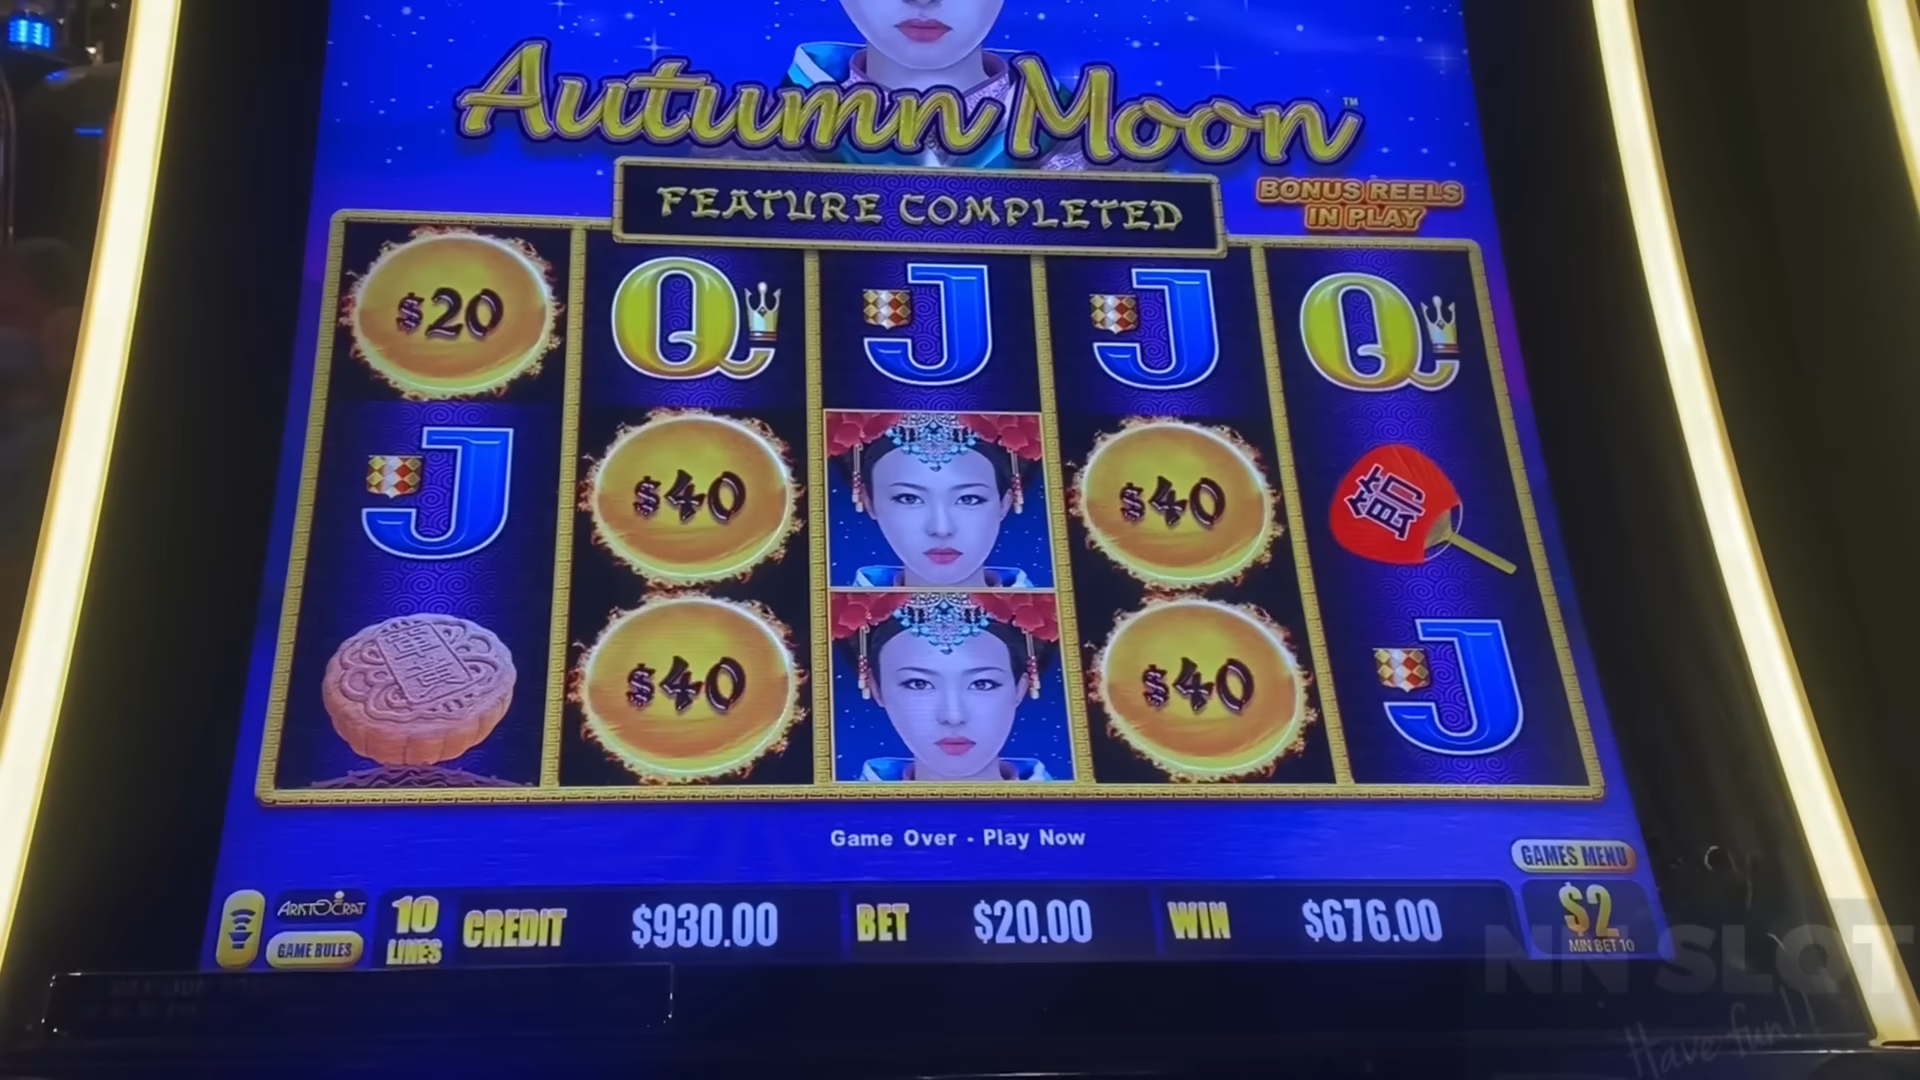 Autumn Moon™
FEATURE COMPLETED
BONUS REELS
IN PLAY
$20
Q
J
J
Q
J
$40
$40
節
$40
$40
J
Game Over - Play Now
GAMES MENU
ARISTOCRAT
GAME RULES
10
LINES
CREDIT
$930.00
BET
$20.00
WIN
$676.00
$2
MIN BET 10
NN SLOT
Have fun!!